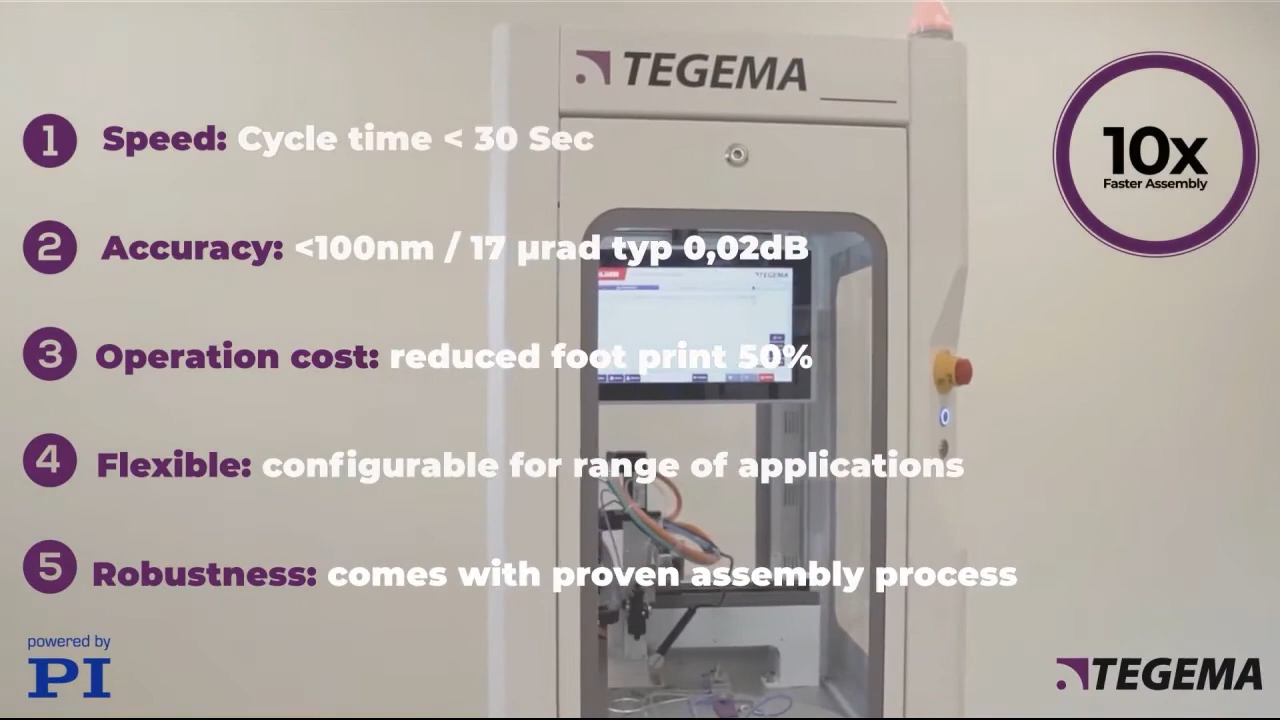 TEGEMA
1 Speed: Cycle time < 30 Sec
10x
Faster Assembly
2 Accuracy: <100nm / 17 µrad typ 0,02dB
TEGEMA
3 Operation cost: reduced foot print 50%
4 Flexible: configurable for range of applications
5 Robustness: comes with proven assembly process
powered by
PI
TEGEMA